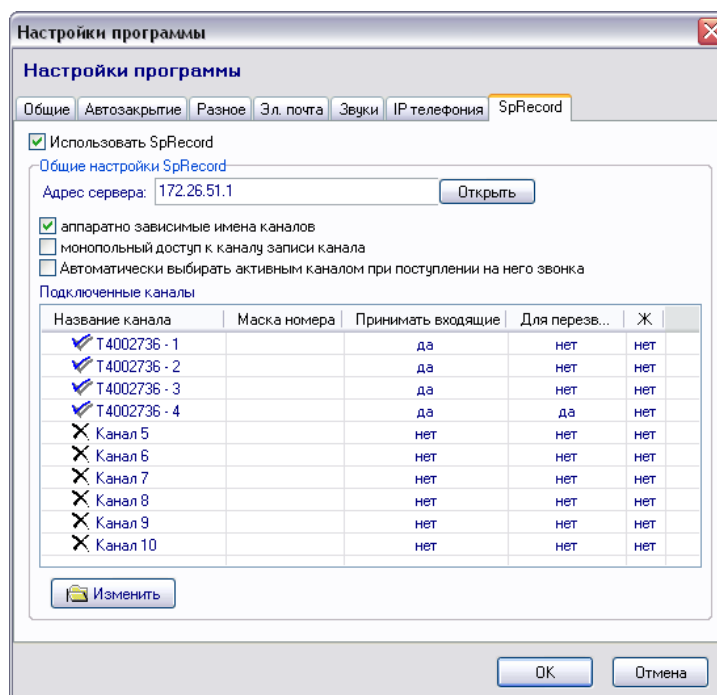 Настройки программы
Настройки программы
Общие Автозакрытие Разное Эл. почта Звуки IP телефония SpRecord
Использовать SpRecord
Общие настройки SpRecord
Адрес сервера: 172.26.51.1 Открыть
аппаратно зависимые имена каналов
монопольный доступ к каналу записи канала
Автоматически выбирать активным каналом при поступлении на него звонка
Подключенные каналы
Название канала Маска номера Принимать входящие Для перезв... Ж
T4002736 - 1 да нет нет
T4002736 - 2 да нет нет
T4002736 - 3 да нет нет
T4002736 - 4 да да нет
Канал 5 нет нет нет
Канал 6 нет нет нет
Канал 7 нет нет нет
Канал 8 нет нет нет
Канал 9 нет нет нет
Канал 10 нет нет нет
Изменить
OK Отмена